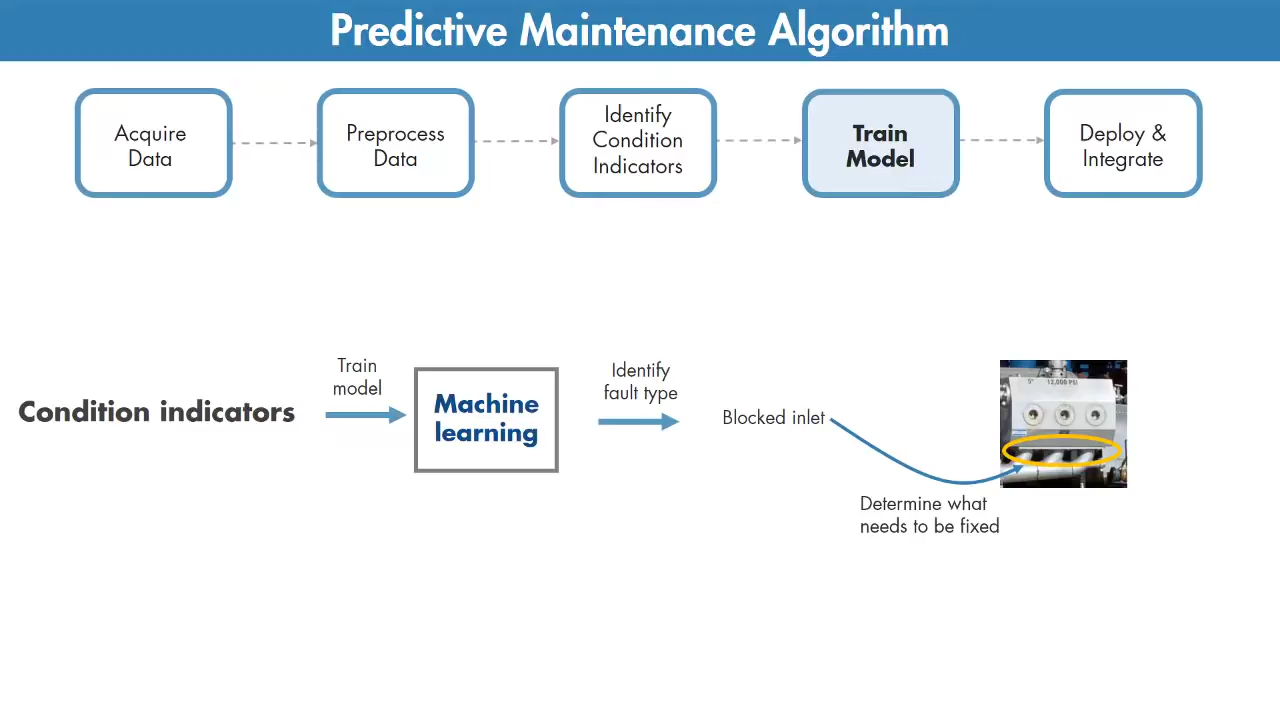 Predictive Maintenance Algorithm
Acquire
Data
Preprocess
Data
Identify
Condition
Indicators
Train
Model
Deploy &
Integrate
Condition indicators
Train
model
Machine
learning
Identify
fault type
Blocked inlet
Determine what
needs to be fixed
5" 12,000 PSI